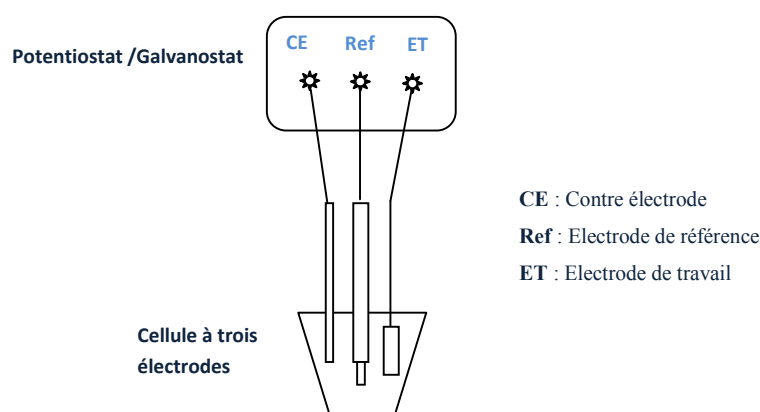 CE Ref ET
Potentiostat /Galvanostat
CE : Contre électrode
Ref : Electrode de référence
ET : Electrode de travail
Cellule à trois
électrodes